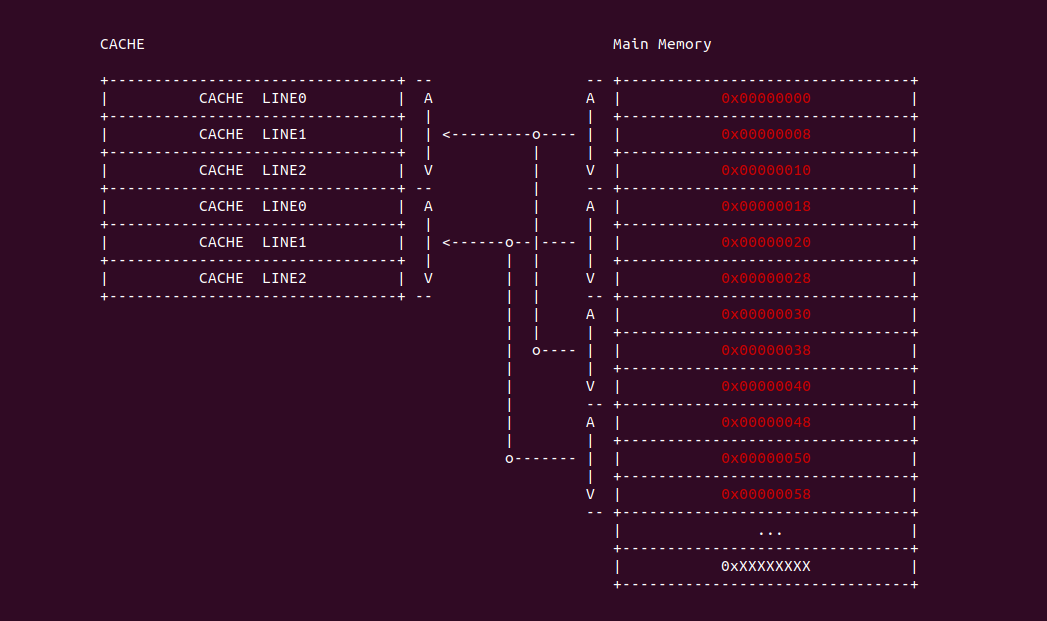 CACHE Main Memory
+--------------------------------+ -- -- +--------------------------------+
| CACHE LINE0 | A A | 0x00000000 |
+--------------------------------+ | | +--------------------------------+
| CACHE LINE1 | | <---------o---- | | 0x00000008 |
+--------------------------------+ | | | +--------------------------------+
| CACHE LINE2 | V | V | 0x00000010 |
+--------------------------------+ -- | -- +--------------------------------+
| CACHE LINE0 | A | A | 0x00000018 |
+--------------------------------+ | | | +--------------------------------+
| CACHE LINE1 | | <------o--|---- | | 0x00000020 |
+--------------------------------+ | | | | +--------------------------------+
| CACHE LINE2 | V | | V | 0x00000028 |
+--------------------------------+ -- | | -- +--------------------------------+
| | A | 0x00000030 |
| | | +--------------------------------+
| o---- | | 0x00000038 |
| | +--------------------------------+
| V | 0x00000040 |
| -- +--------------------------------+
| A | 0x00000048 |
| | +--------------------------------+
o------- | | 0x00000050 |
| +--------------------------------+
V | 0x00000058 |
-- +--------------------------------+
| ... |
+--------------------------------+
| 0xXXXXXXXX |
+--------------------------------+